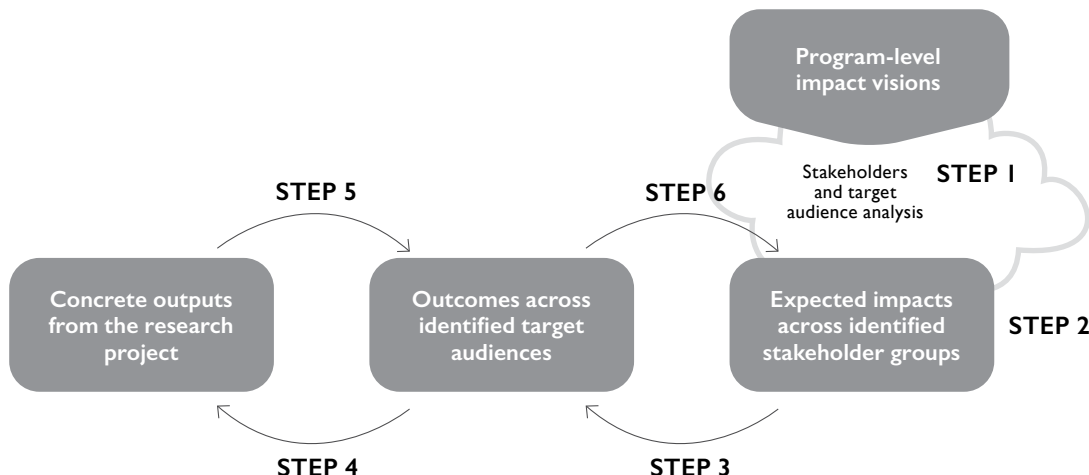 Program-level
impact visions
Stakeholders
and target
audience analysis
STEP 1
STEP 5
STEP 6
Concrete outputs
from the research
project
Outcomes across
identified target
audiences
Expected impacts
across identified
stakeholder groups
STEP 2
STEP 4
STEP 3